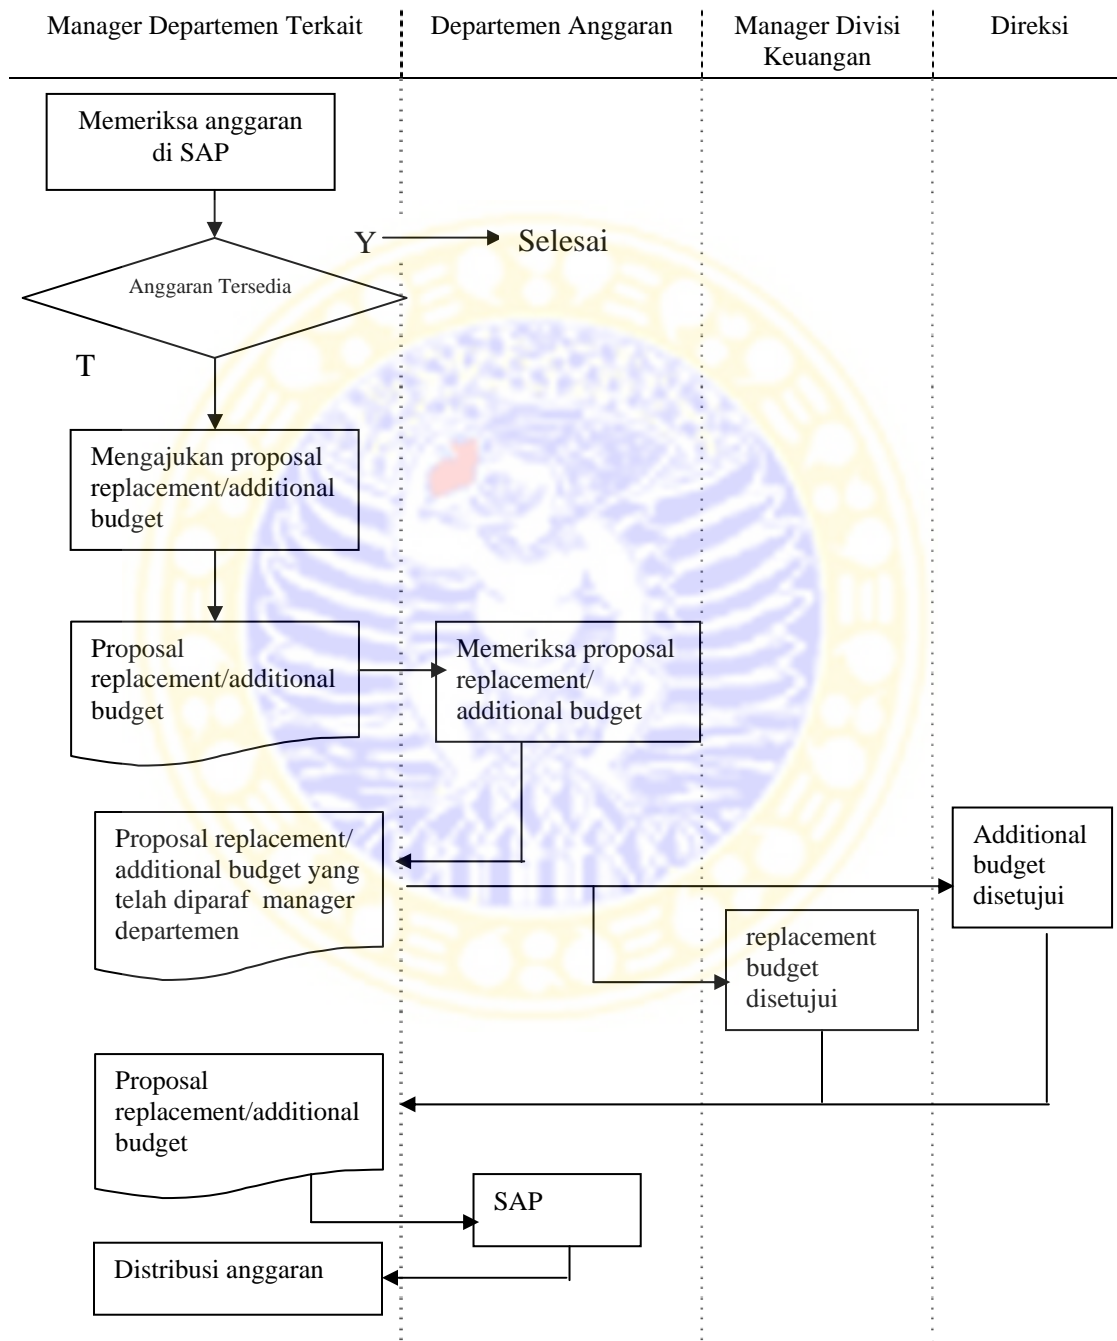 Manager Departemen Terkait
Departemen Anggaran
Manager Divisi
Keuangan
Direksi
Memeriksa anggaran
di SAP
Y
Selesai
Anggaran Tersedia
T
Mengajukan proposal
replacement/additional
budget
Proposal
replacement/additional
budget
Memeriksa proposal
replacement/
additional budget
Proposal replacement/
additional budget yang
telah diparaf manager
departemen
Additional
budget
disetujui
replacement
budget
disetujui
Proposal
replacement/additional
budget
SAP
Distribusi anggaran